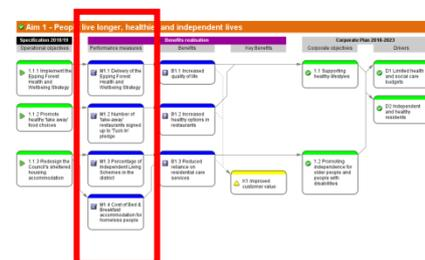 Aim 1 - People live longer, healthier and independent lives
Specification 2018/19
Benefits realisation
Corporate Plan 2018-2023
Operational objectives
Performance measures
Benefits
Key Benefits
Corporate objectives
Drivers
1.1.1 Implement the
Epping Forest
Health and
Wellbeing Strategy
M1.1 Delivery of the
Epping Forest
Health and
Wellbeing Strategy
B1.1 Increased
quality of life
1.1 Supporting
healthy lifestyles
D1 Limited health
and social care
budgets
1.1.2 Promote
healthy 'take away'
food choices
M1.2 Number of
'take-away'
restaurants signed
up to 'Tuck in'
pledge
B1.2 Increased
healthy options in
restaurants
D2 Independent
and healthy
residents
1.1.3 Redesign the
Council's sheltered
housing
accommodation
M1.3 Percentage of
Independent Living
Schemes in the
district
B1.3 Reduced
reliance on
residential care
services
K1 Improved
customer value
1.2 Promoting
independence for
older people and
people with
disabilities
M1.4 Cost of Bed &
Breakfast
accommodation for
homeless people